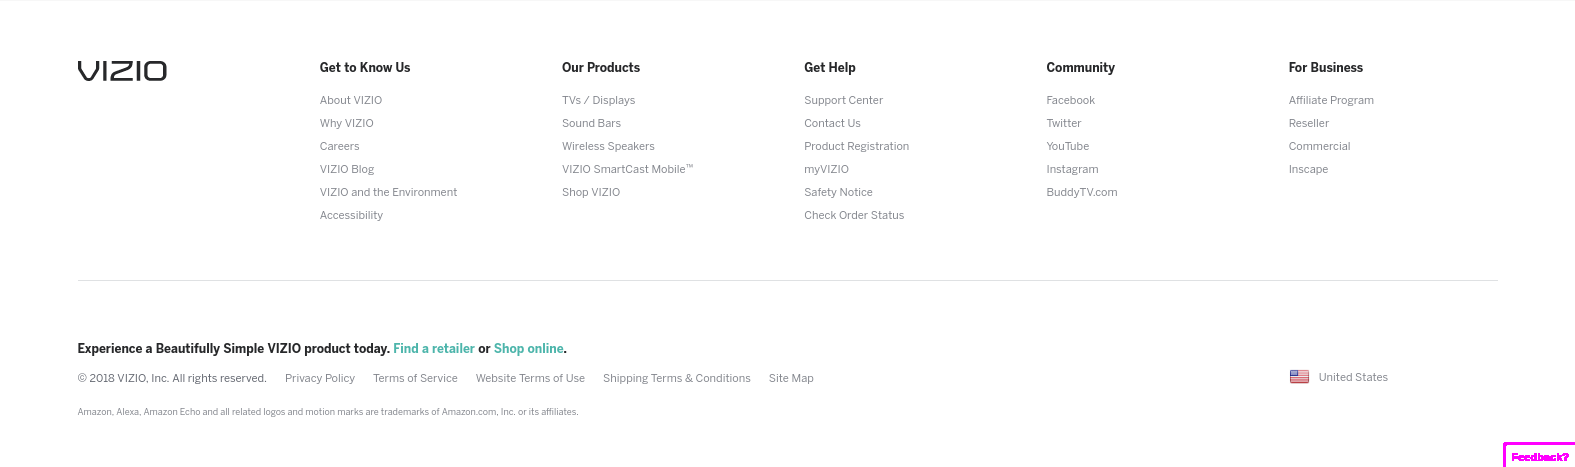 VIZIO
Get to Know Us
About VIZIO
Why VIZIO
Careers
VIZIO Blog
VIZIO and the Environment
Accessibility
Our Products
TVs / Displays
Sound Bars
Wireless Speakers
VIZIO SmartCast Mobile™
Shop VIZIO
Get Help
Support Center
Contact Us
Product Registration
myVIZIO
Safety Notice
Check Order Status
Community
Facebook
Twitter
YouTube
Instagram
BuddyTV.com
For Business
Affiliate Program
Reseller
Commercial
Inscape
Experience a Beautifully Simple VIZIO product today. Find a retailer or Shop online.
© 2018 VIZIO, Inc. All rights reserved. Privacy Policy Terms of Service Website Terms of Use Shipping Terms & Conditions Site Map
United States
Amazon, Alexa, Amazon Echo and all related logos and motion marks are trademarks of Amazon.com, Inc. or its affiliates.
Feedback?